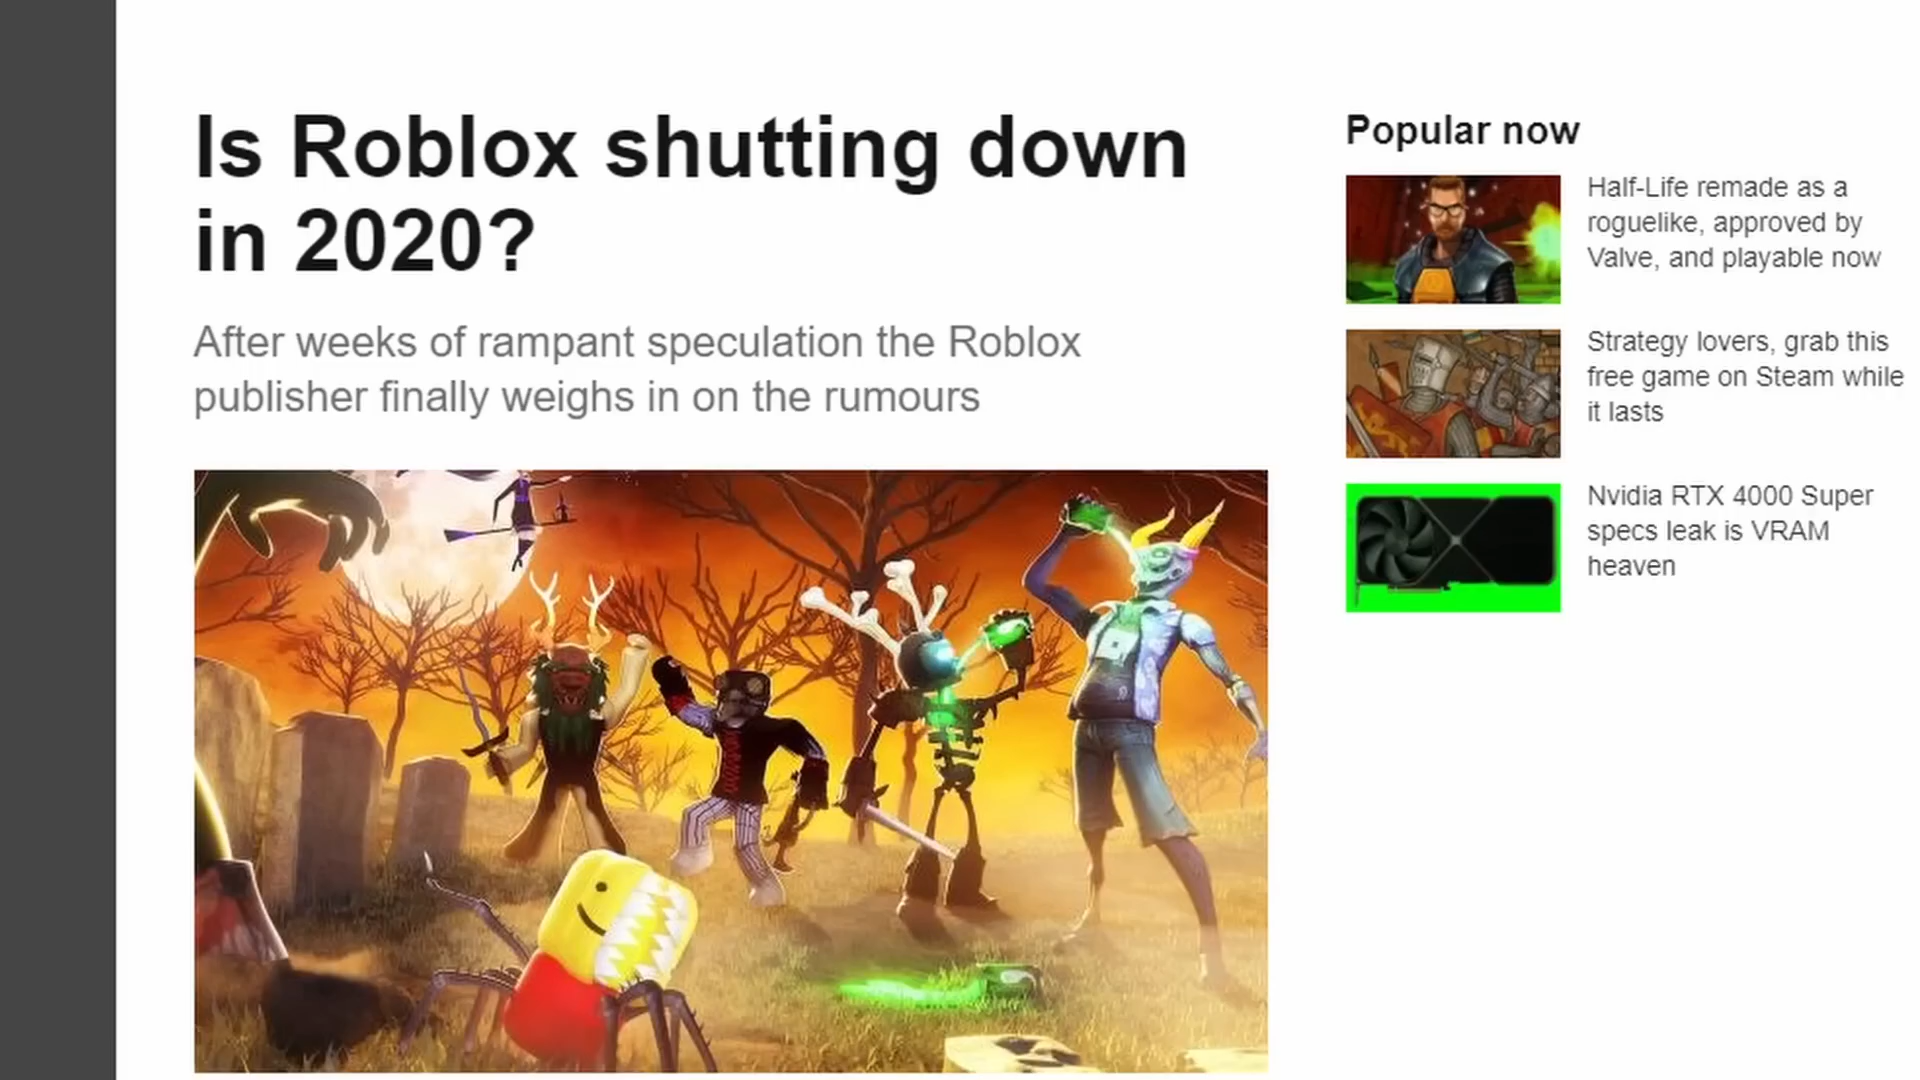 Is Roblox shutting down
in 2020?
After weeks of rampant speculation the Roblox
publisher finally weighs in on the rumours
Popular now
Half-Life remade as a
roguelike, approved by
Valve, and playable now
Strategy lovers, grab this
free game on Steam while
it lasts
Nvidia RTX 4000 Super
specs leak is VRAM
heaven